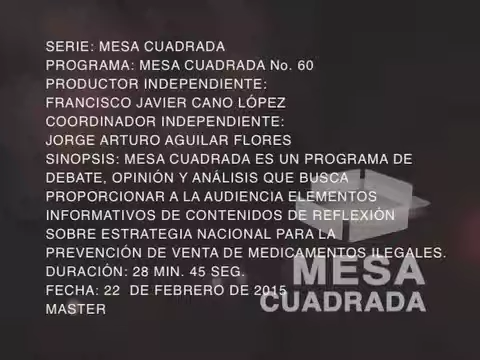 SERIE: MESA CUADRADA
PROGRAMA: MESA CUADRADA No. 60
PRODUCTOR INDEPENDIENTE:
FRANCISCO JAVIER CANO LÓPEZ
COORDINADOR INDEPENDIENTE:
JORGE ARTURO AGUILAR FLORES
SINOPSIS: MESA CUADRADA ES UN PROGRAMA DE
DEBATE, OPINIÓN Y ANÁLISIS QUE BUSCA
PROPORCIONAR A LA AUDIENCIA ELEMENTOS
INFORMATIVOS DE CONTENIDOS DE REFLEXIÓN
SOBRE ESTRATEGIA NACIONAL PARA LA
PREVENCIÓN DE VENTA DE MEDICAMENTOS ILEGALES.
DURACIÓN: 28 MIN. 45 SEG.
FECHA: 22 DE FEBRERO DE 2015
MASTER
MESA
CUADRADA